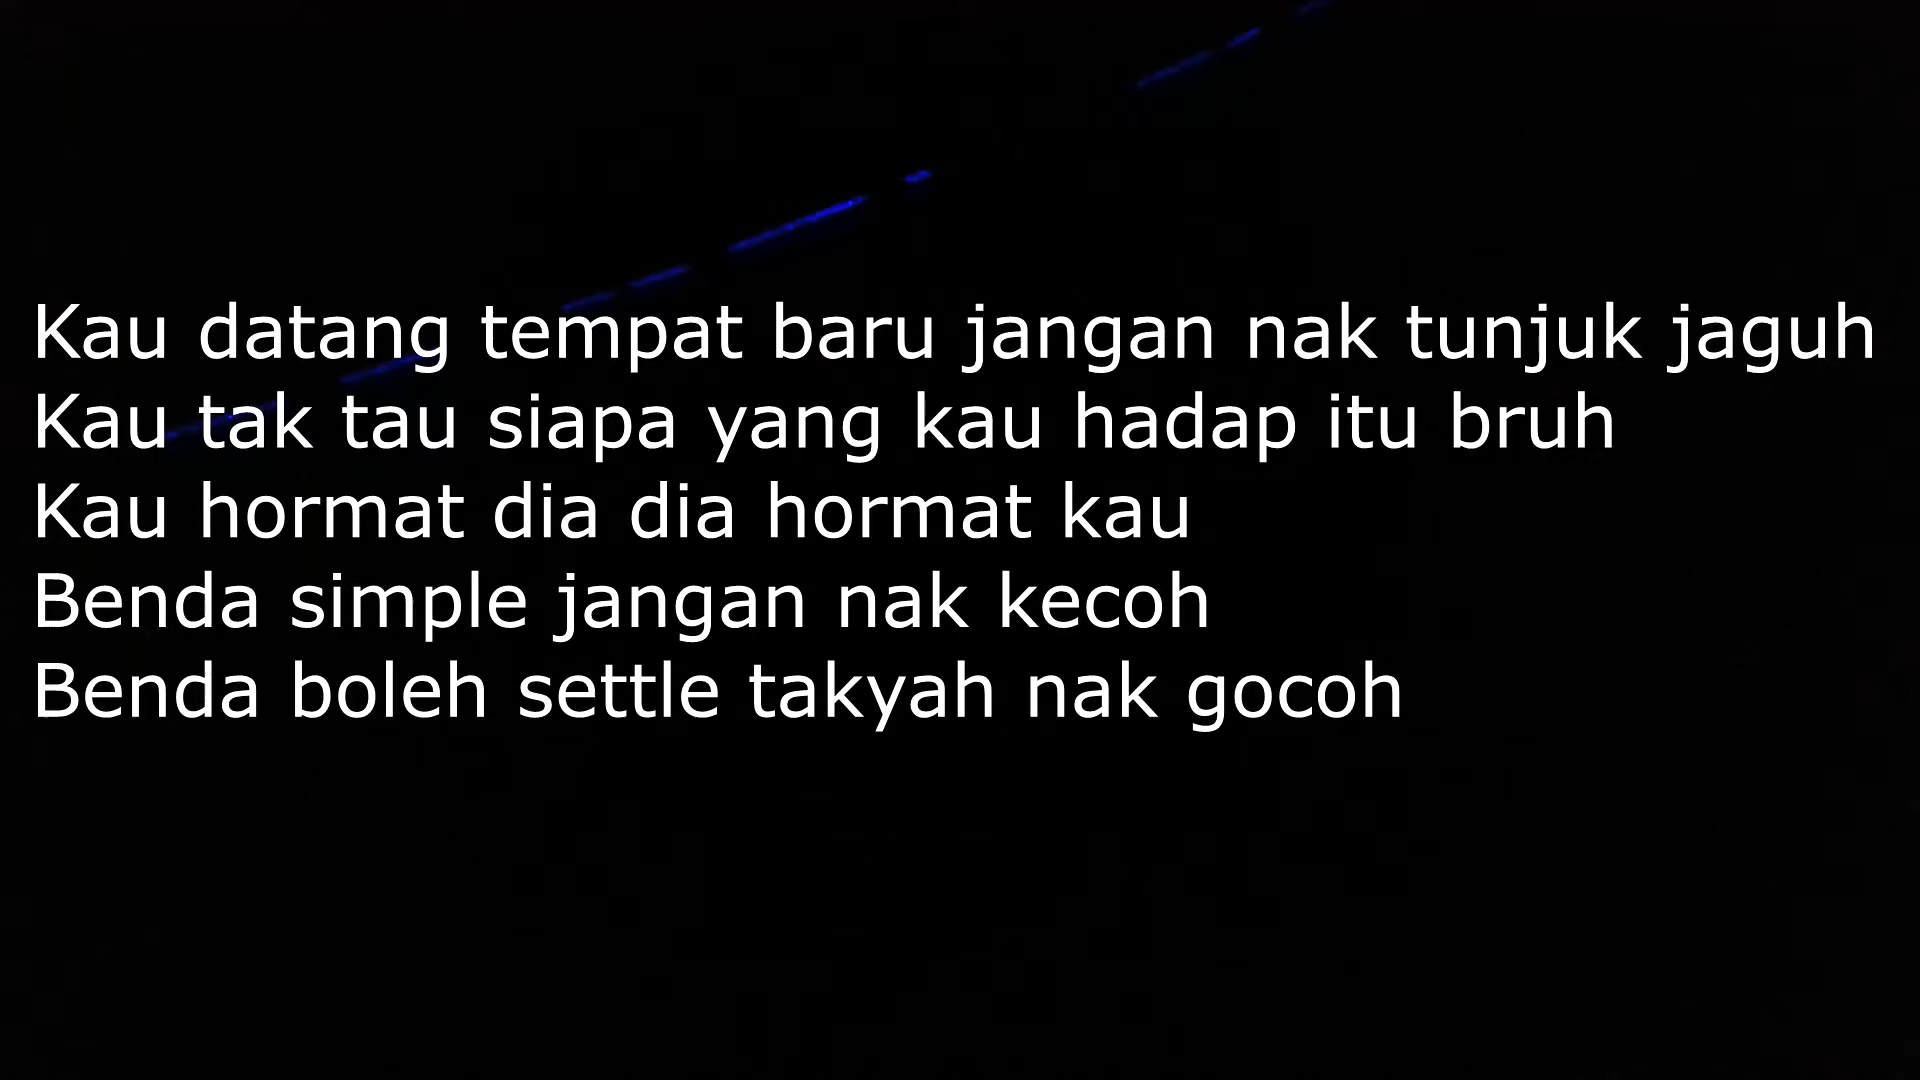 Kau datang tempat baru jangan nak tunjuk jaguh
Kau tak tau siapa yang kau hadap itu bruh
Kau hormat dia dia hormat kau
Benda simple jangan nak kecoh
Benda boleh settle takyah nak gocoh